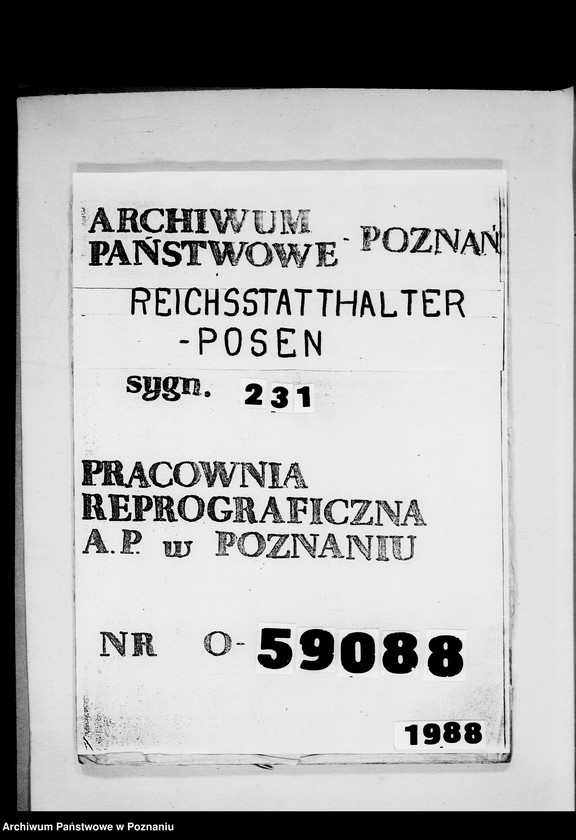 ARCHIWUM
PAŃSTWOWE - POZNAŃ
REICHSSTATTHALTER
-POSEN
sygn. 231
PRACOWNIA
REPROGRAFICZNA
A.P. w POZNANIU
NR O-59088
1988
Archiwum Państwowe w Poznaniu